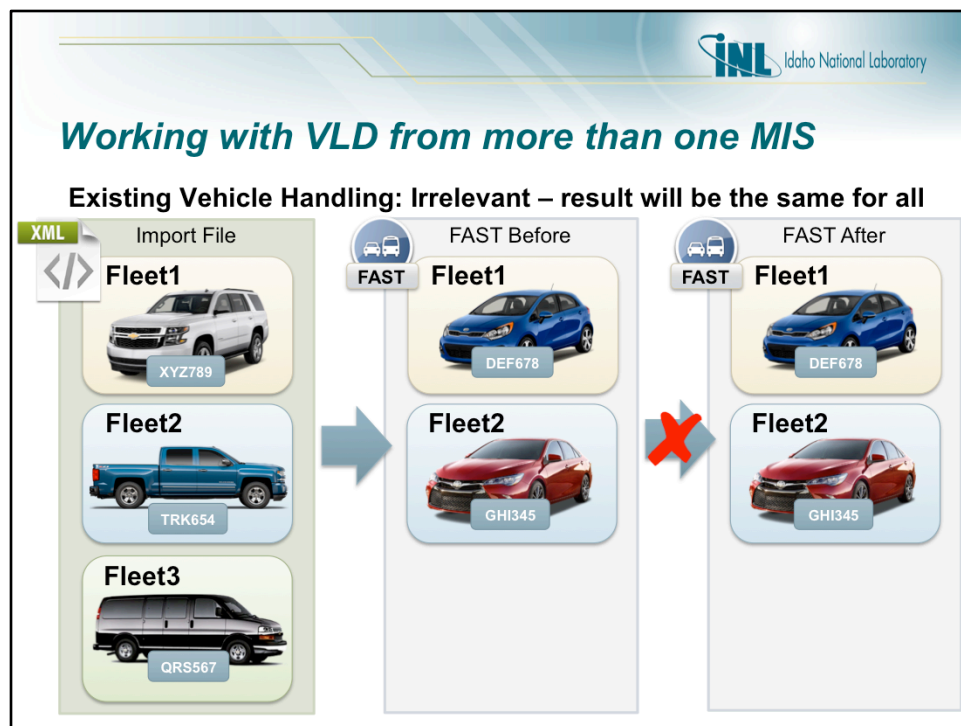 INL Idaho National Laboratory
Working with VLD from more than one MIS
Existing Vehicle Handling: Irrelevant – result will be the same for all
XML
</>
Import File
Fleet1
XYZ789
Fleet2
TRK654
Fleet3
QRS567
FAST Before
FAST
Fleet1
DEF678
Fleet2
GHI345
FAST After
FAST
Fleet1
DEF678
Fleet2
GHI345